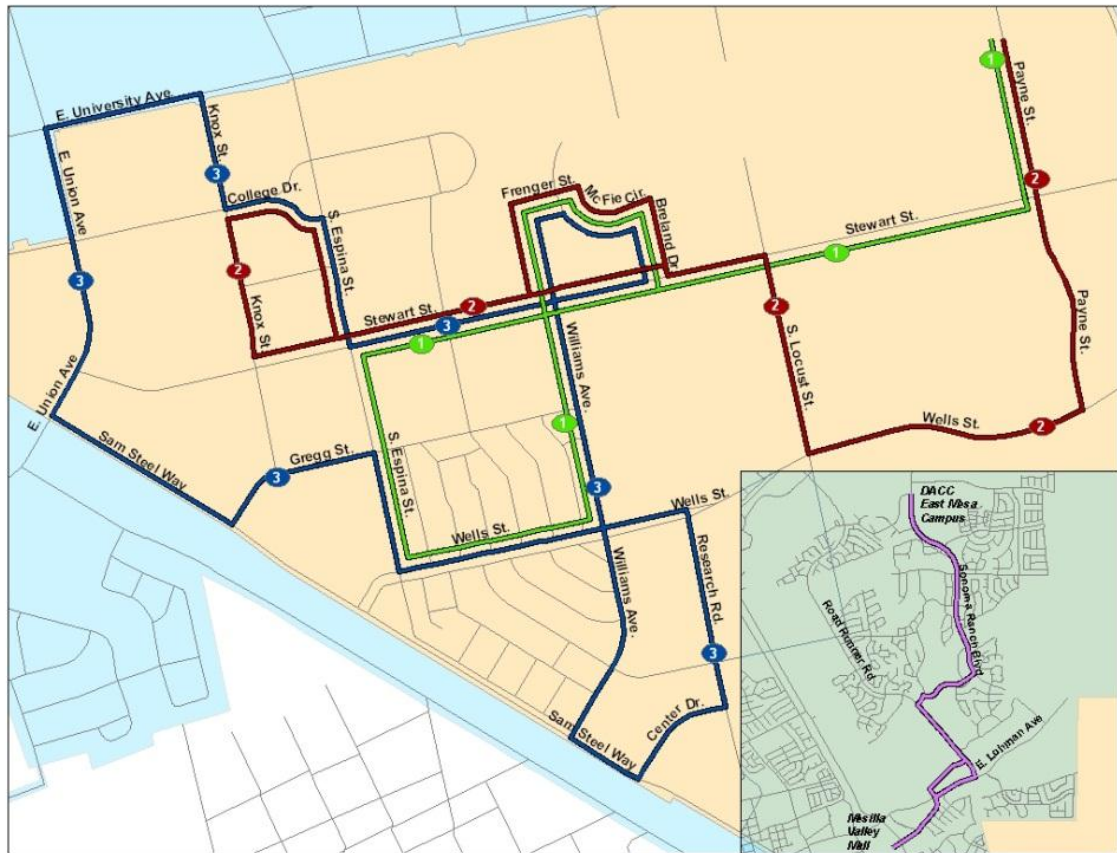 1
Payne St.
E. University Ave.
Knox St.
E. Union Ave
3
College Dr.
2
Frenger St.
McFie Cir.
Breland Dr.
2
Stewart St.
1
S. Espina St.
3
2
Knox St.
Stewart St.
2
3
1
Payne St.
2
S. Locust St.
Williams Ave.
E. Union Ave
Sam Steel Way
Gregg St.
3
S. Espina St.
1
Wells St.
2
3
Wells St.
Wells St.
Research Rd.
Williams Ave.
3
Center Dr.
Sam Steel Way
DACC
East Mesa
Campus
Sonoma Ranch Blvd
Road Runner Rd
E. Lohman Ave
Mesilla
Valley
Mall